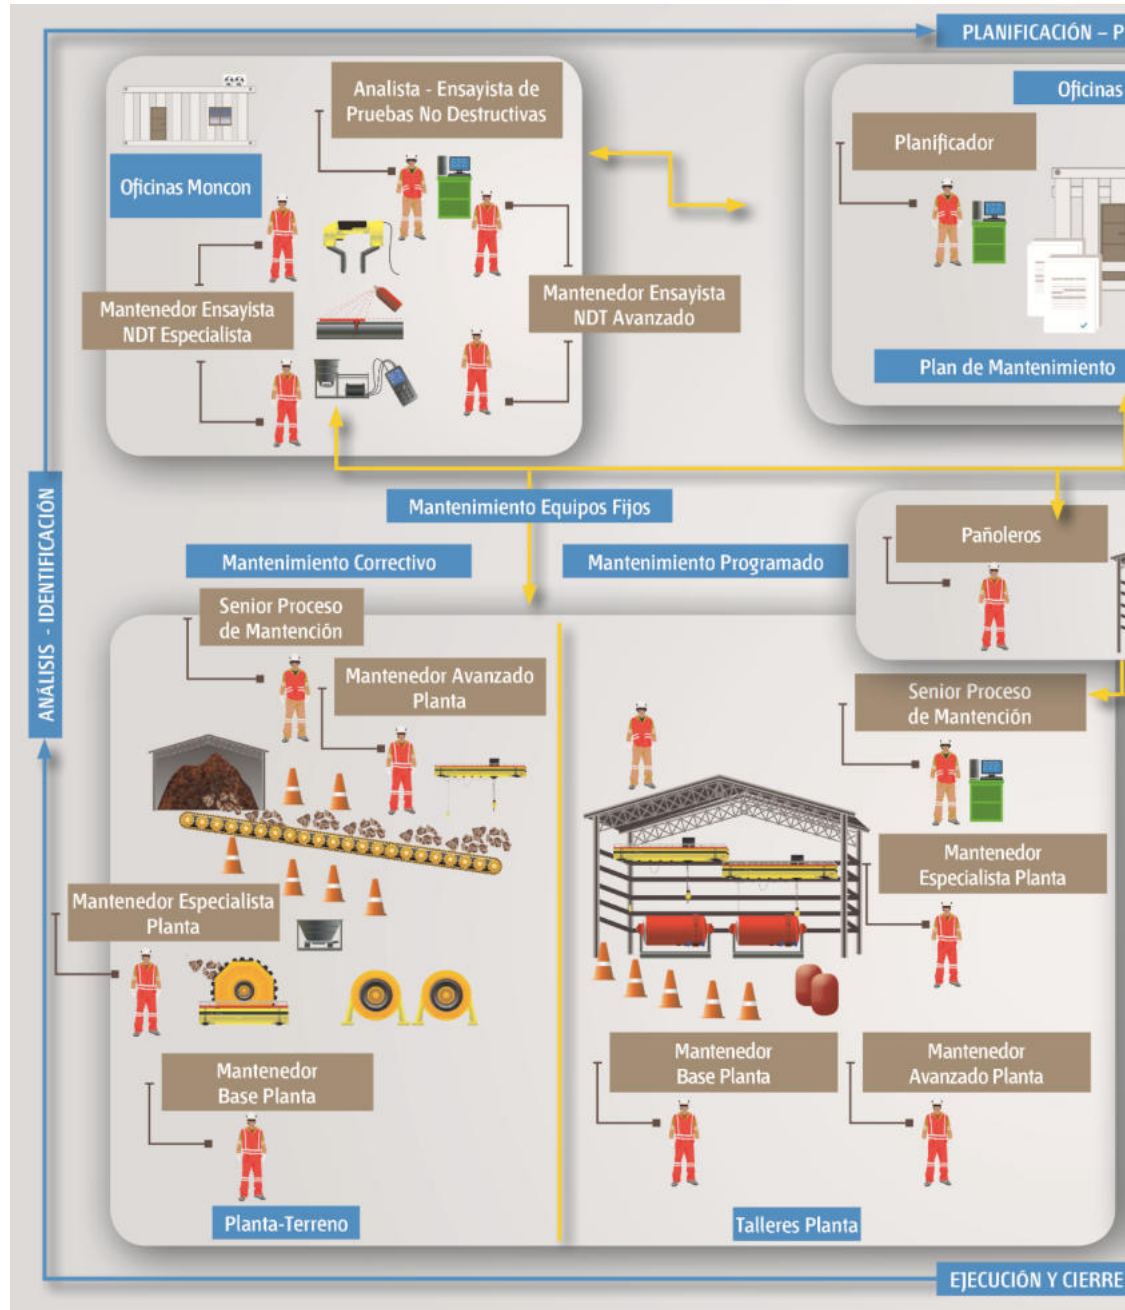 PLANIFICACIÓN – P
Analista - Ensayista de
Pruebas No Destructivas
Oficinas Moncon
Mantenedor Ensayista
NDT Especialista
Mantenedor Ensayista
NDT Avanzado
Oficinas
Planificador
Plan de Mantenimiento
ANÁLISIS - IDENTIFICACIÓN
Mantenimiento Equipos Fijos
Mantenimiento Correctivo
Mantenimiento Programado
Pañoleros
Senior Proceso
de Mantención
Mantenedor Avanzado
Planta
Mantenedor Especialista
Planta
Mantenedor
Base Planta
Planta-Terreno
Senior Proceso
de Mantención
Mantenedor
Especialista Planta
Mantenedor
Base Planta
Mantenedor
Avanzado Planta
Talleres Planta
EJECUCIÓN Y CIERRE